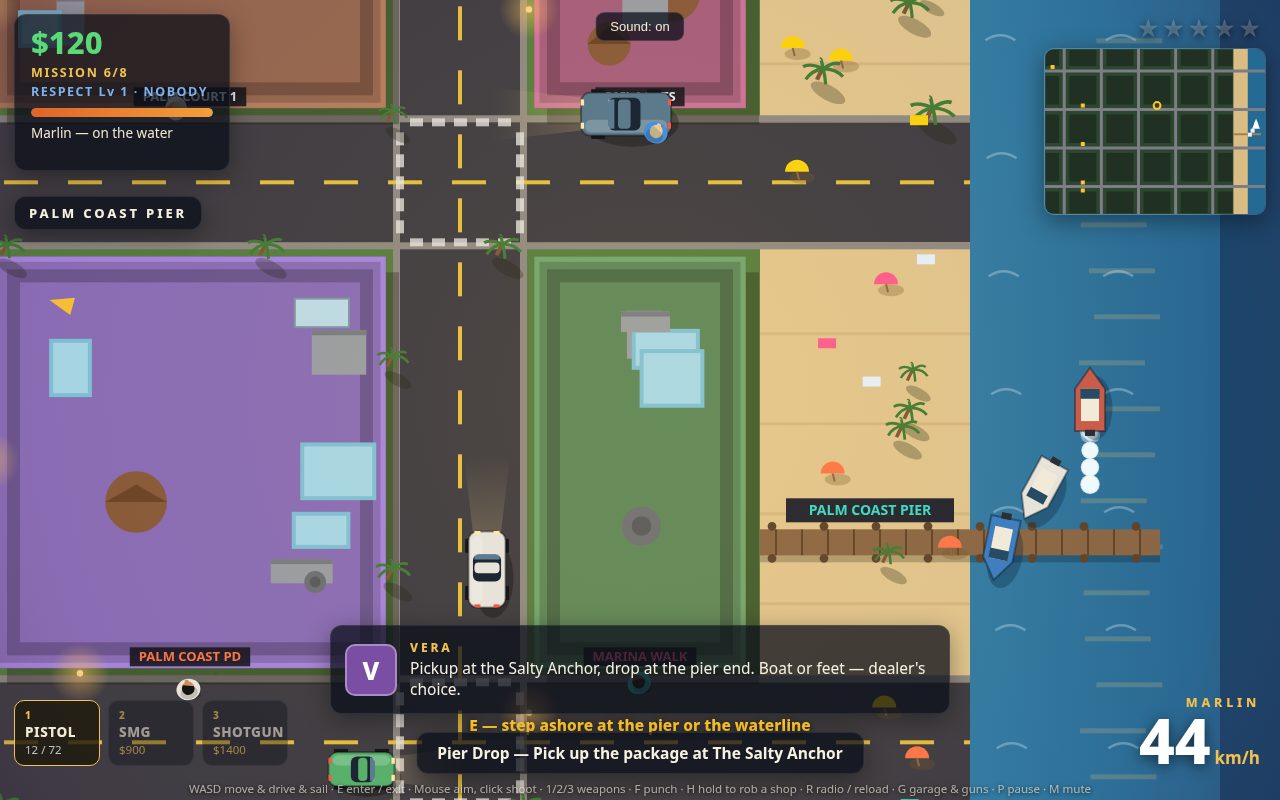 Sound: on
$120
MISSION 6/8
RESPECT Lv 1 · NOBODY
Marlin — on the water
PALM COAST PIER
PALM COAST PIER
PALM COAST PD
MARINA WALK
VERA
V
Pickup at the Salty Anchor, drop at the pier end. Boat or feet — dealer's
choice.
E — step ashore at the pier or the waterline
Pier Drop — Pick up the package at The Salty Anchor
1
PISTOL
12 / 72
2
SMG
$900
3
SHOTGUN
$1400
MARLIN
44 km/h
WASD move & drive & sail · E enter / exit · Mouse aim, click shoot · 1/2/3 weapons · F punch · H hold to rob a shop · R radio / reload · G garage & guns · P pause · M mute